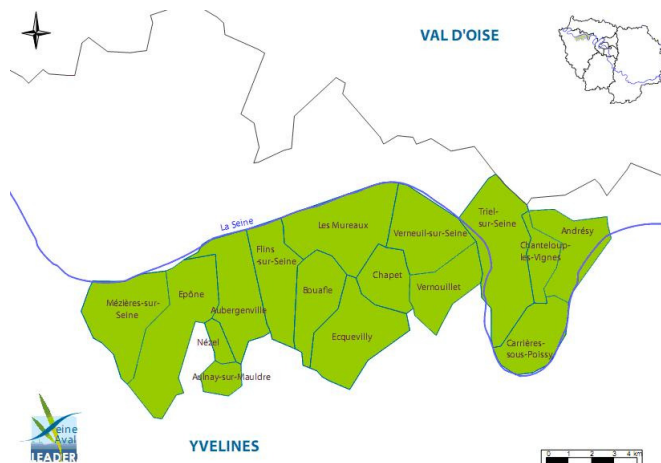 VAL D'OISE
La Seine
Les Mureaux
Verneuil-sur-Seine
Triel-
sur-Seine
Andrésy
Chanteloup-
les-Vignes
Flins
-sur-Seine
Chapet
Vernouillet
Bouafle
Epône
Mézières-sur-
Seine
Aubergenville
Nézel
Ecquevilly
Carrières-
sous-Poissy
Aulnay-sur-Mauldre
YVELINES
Seine
Aval
LEADER
0 1 2 3 4 km